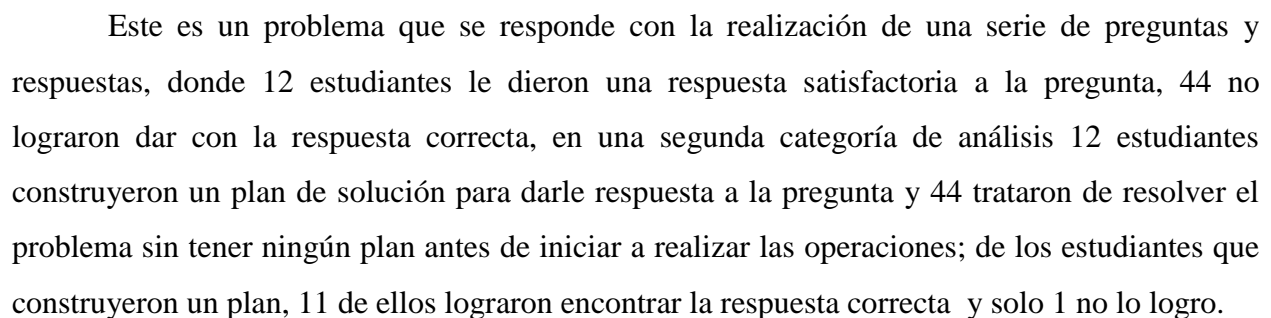 Este es un problema que se responde con la realización de una serie de preguntas y
respuestas, donde 12 estudiantes le dieron una respuesta satisfactoria a la pregunta, 44 no
lograron dar con la respuesta correcta, en una segunda categoría de análisis 12 estudiantes
construyeron un plan de solución para darle respuesta a la pregunta y 44 trataron de resolver el
problema sin tener ningún plan antes de iniciar a realizar las operaciones; de los estudiantes que
construyeron un plan, 11 de ellos lograron encontrar la respuesta correcta y solo 1 no lo logro.